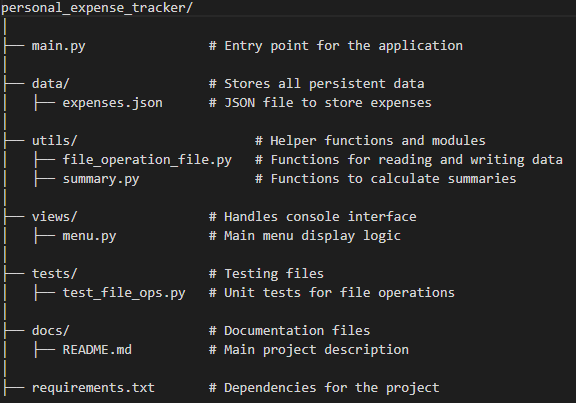 personal_expense_tracker/
│
├── main.py                # Entry point for the application
│
├── data/                  # Stores all persistent data
│   ├── expenses.json      # JSON file to store expenses
│
├── utils/                       # Helper functions and modules
│   ├── file_operation_file.py   # Functions for reading and writing data
│   ├── summary.py               # Functions to calculate summaries
│
├── views/                 # Handles console interface
│   ├── menu.py            # Main menu display logic
│
├── tests/                 # Testing files
│   ├── test_file_ops.py   # Unit tests for file operations
│
├── docs/                  # Documentation files
│   ├── README.md          # Main project description
│
├── requirements.txt       # Dependencies for the project